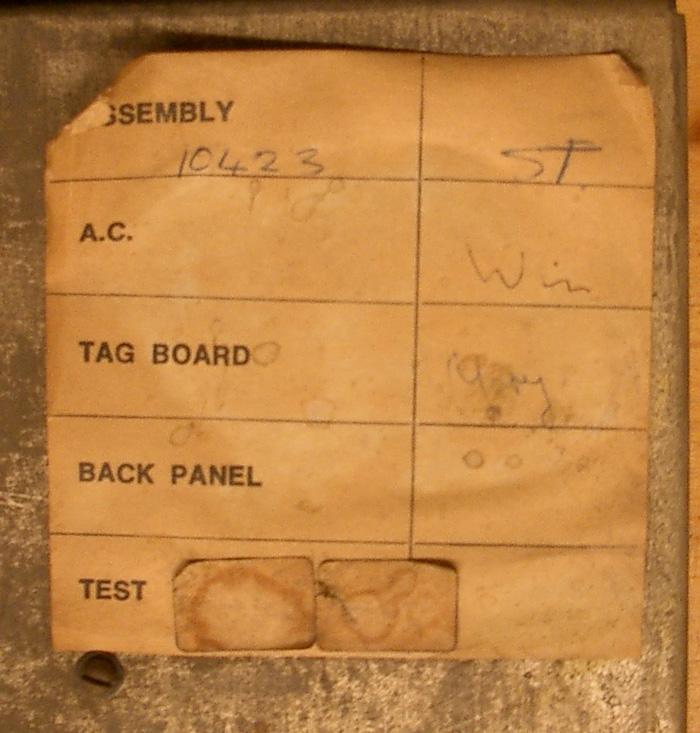 SSEMBLY
10423 ST.
A.C.
Win
TAG BOARD
BACK PANEL
TEST